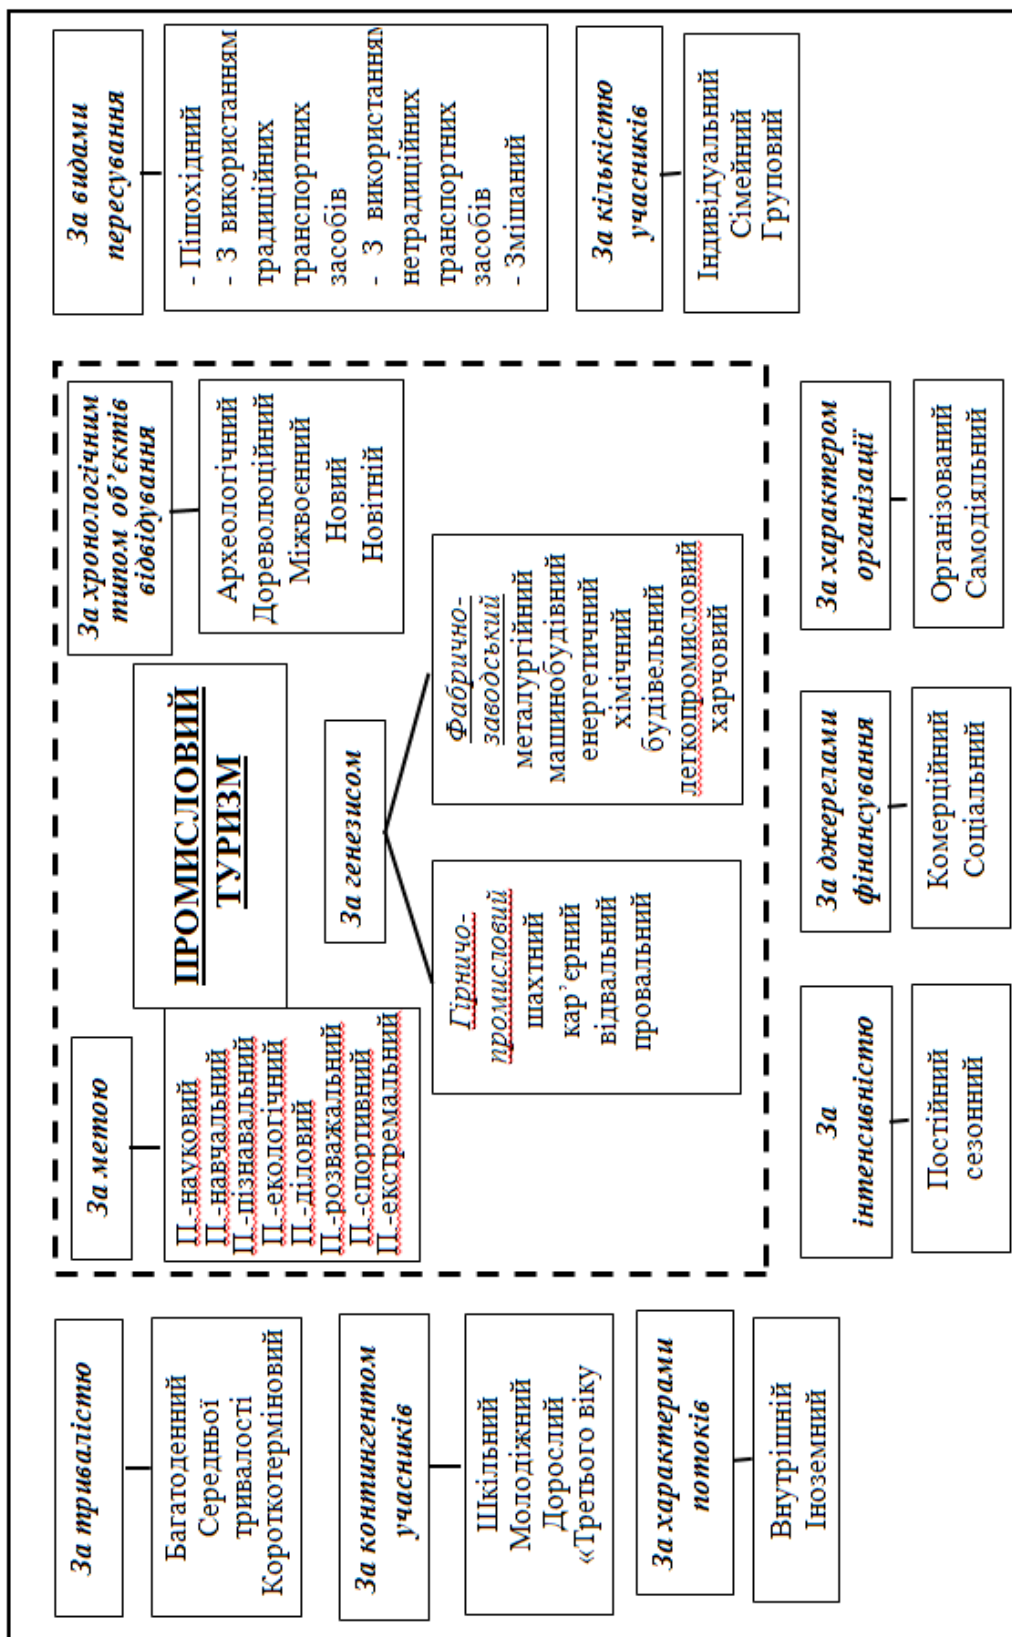 За тривалістю
Багатоденний
Середньої
тривалості
Короткотерміновий
За контингентом
учасників
Шкільний
Молодіжний
Дорослий
«Третього віку
За характерами
потоків
Внутрішній
Іноземний
За метою
П.-науковий
П.-навчальний
П.-пізнавальний
П.-екологічний
П.-діловий
П.-розважальний
П.-спортивний
П.-екстремальний
ПРОМИСЛОВИЙ
ТУРИЗМ
За генезисом
Гірничо-
промисловий
шахтний
кар’єрний
відвальний
провальний
Фабрично-
заводський
металургійний
машинобудівний
енергетичний
хімічний
будівельный
легкопромисловий
харчовий
За хронологічним
типом об’єктів
відвідування
Археологічний
Дореволюційний
Міжвоєнний
Новий
Новітній
За видами
пересування
- Пішохідний
- З використанням
традиційних
транспортних
засобів
- З використанням
нетрадиційних
транспортних
засобів
- Змішаний
За кількістю
учасників
Індивідуальний
Сімейний
Груповий
За
інтенсивністю
Постійний
сезонний
За джерелами
фінансування
Комерційний
Соціальний
За характером
організації
Організований
Самодіяльний